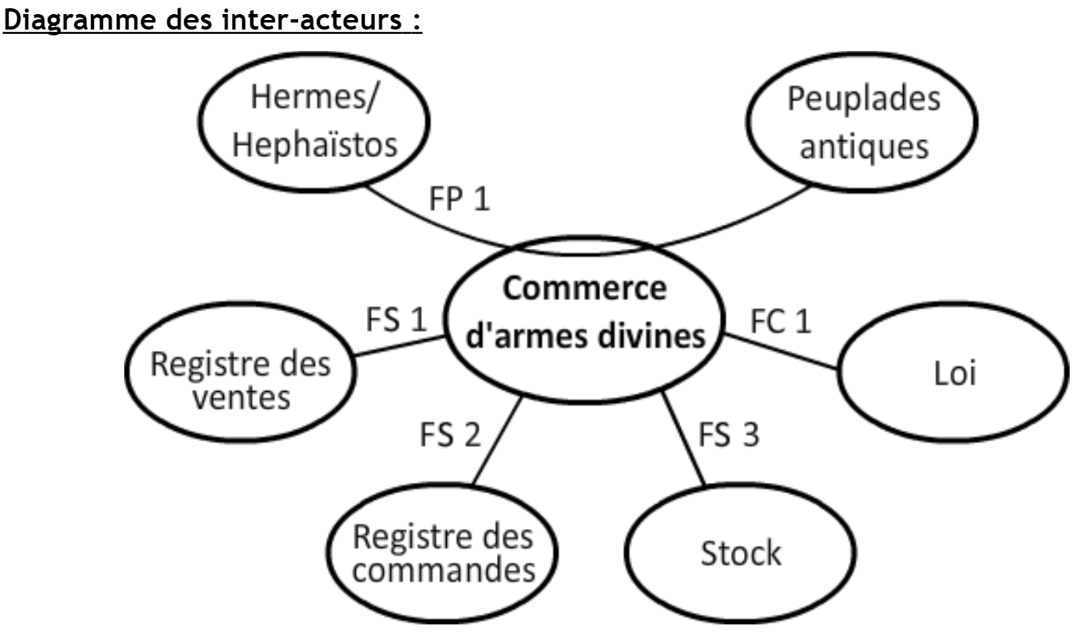 Diagramme des inter-acteurs :
Hermes/
Hephaïstos
Peuplades
antiques
FP 1
Commerce
d'armes divines
FS 1
FC 1
Registre des
ventes
Loi
FS 2
FS 3
Registre des
commandes
Stock